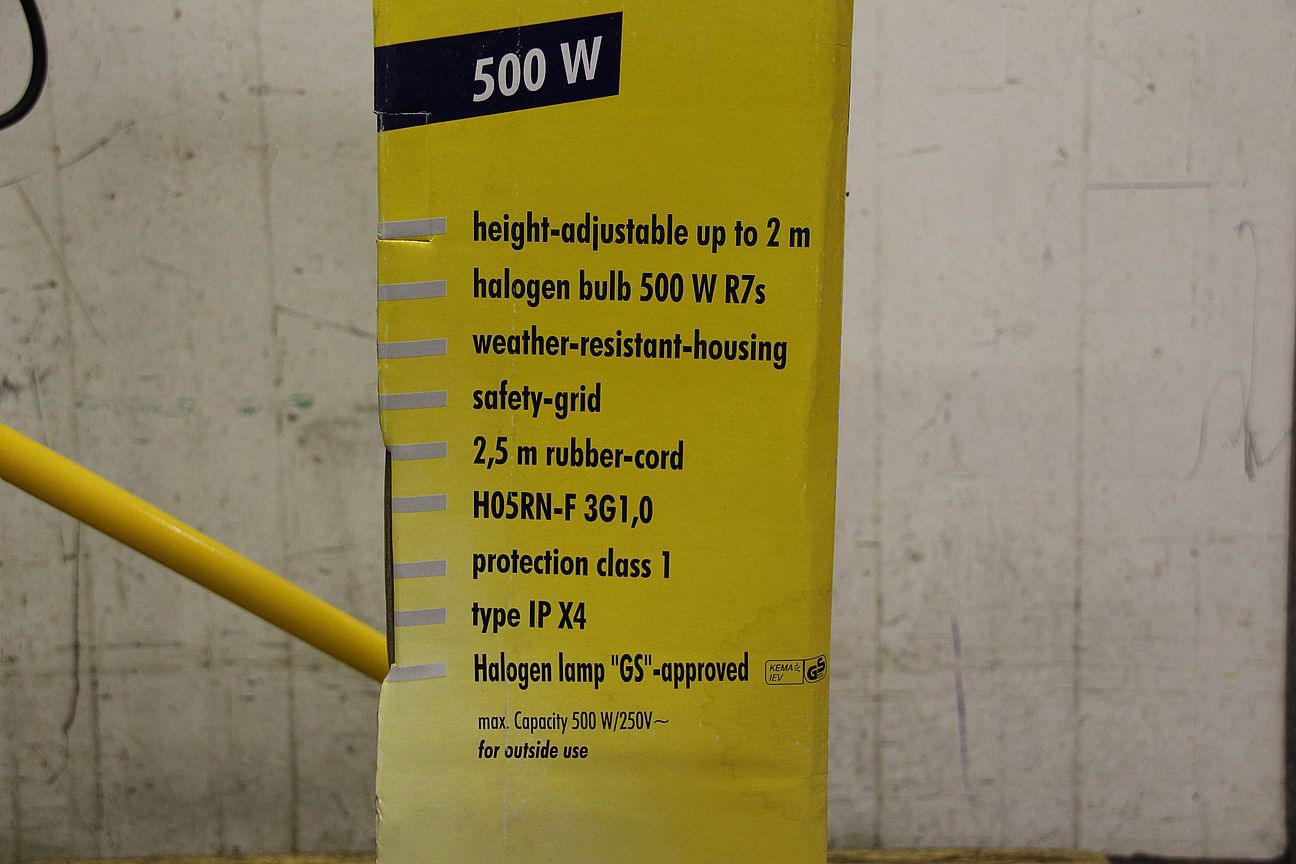 500 W
height-adjustable up to 2 m
halogen bulb 500 W R7s
weather-resistant-housing
safety-grid
2,5 m rubber-cord
H05RN-F 3G1,0
protection class 1
type IP X4
Halogen lamp "GS"-approved
KEMA
IEV
GS
max. Capacity 500 W/250V~
for outside use